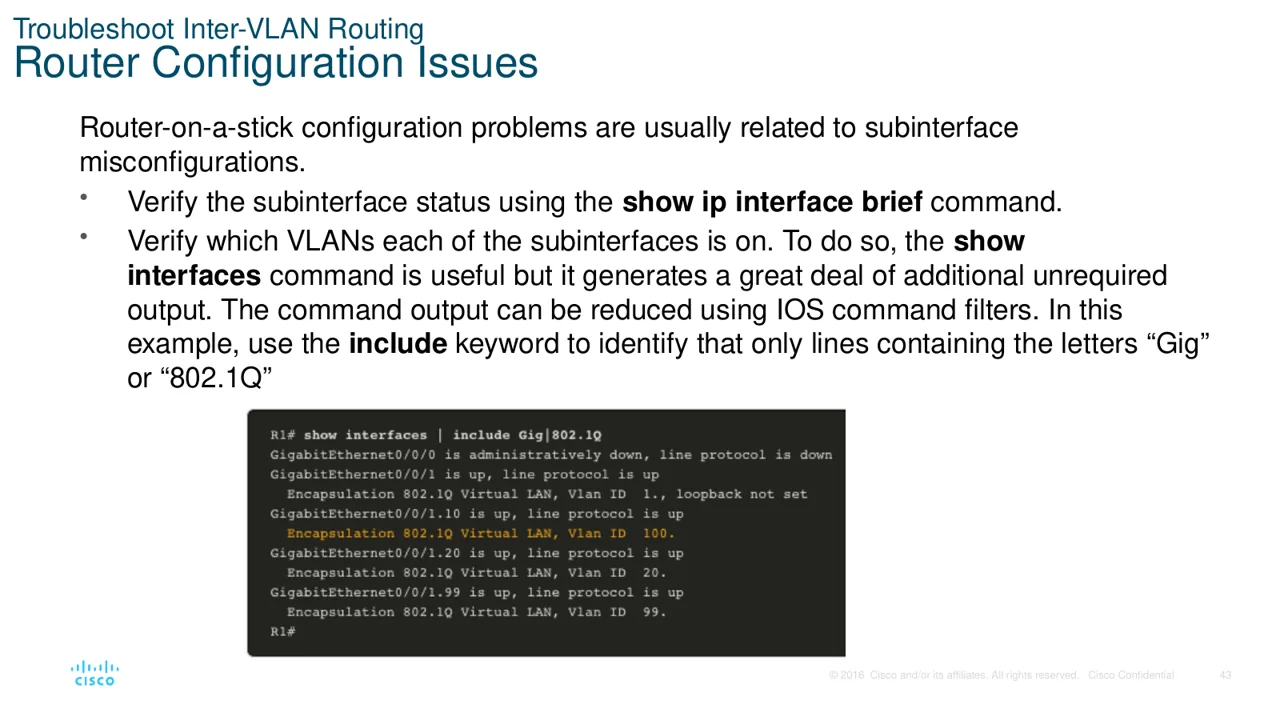 Troubleshoot Inter-VLAN Routing
Router Configuration Issues
Router-on-a-stick configuration problems are usually related to subinterface
misconfigurations.
• Verify the subinterface status using the show ip interface brief command.
• Verify which VLANs each of the subinterfaces is on. To do so, the show
interfaces command is useful but it generates a great deal of additional unrequired
output. The command output can be reduced using IOS command filters. In this
example, use the include keyword to identify that only lines containing the letters “Gig”
or “802.1Q”
R1# show interfaces | include Gig|802.1Q
GigabitEthernet0/0/0 is administratively down, line protocol is down
GigabitEthernet0/0/1 is up, line protocol is up
  Encapsulation 802.1Q Virtual LAN, Vlan ID  1., loopback not set
GigabitEthernet0/0/1.10 is up, line protocol is up
  Encapsulation 802.1Q Virtual LAN, Vlan ID  100.
GigabitEthernet0/0/1.20 is up, line protocol is up
  Encapsulation 802.1Q Virtual LAN, Vlan ID  20.
GigabitEthernet0/0/1.99 is up, line protocol is up
  Encapsulation 802.1Q Virtual LAN, Vlan ID  99.
R1#
CISCO
© 2016 Cisco and/or its affiliates. All rights reserved. Cisco Confidential 43